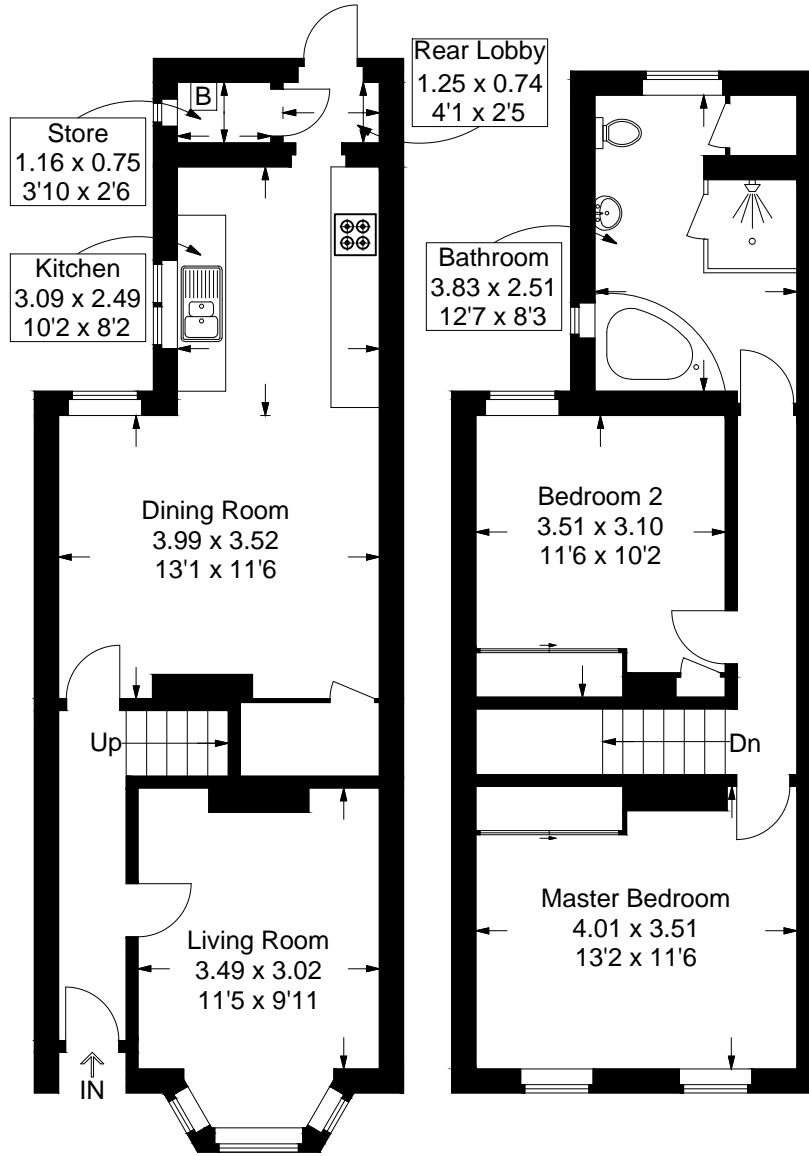 Rear Lobby
1.25 x 0.74
4'1 x 2'5
B
Store
1.16 x 0.75
3'10 x 2'6
Kitchen
3.09 x 2.49
10'2 x 8'2
Dining Room
3.99 x 3.52
13'1 x 11'6
Up
Living Room
3.49 x 3.02
11'5 x 9'11
IN
Bathroom
3.83 x 2.51
12'7 x 8'3
Bedroom 2
3.51 x 3.10
11'6 x 10'2
Dn
Master Bedroom
4.01 x 3.51
13'2 x 11'6